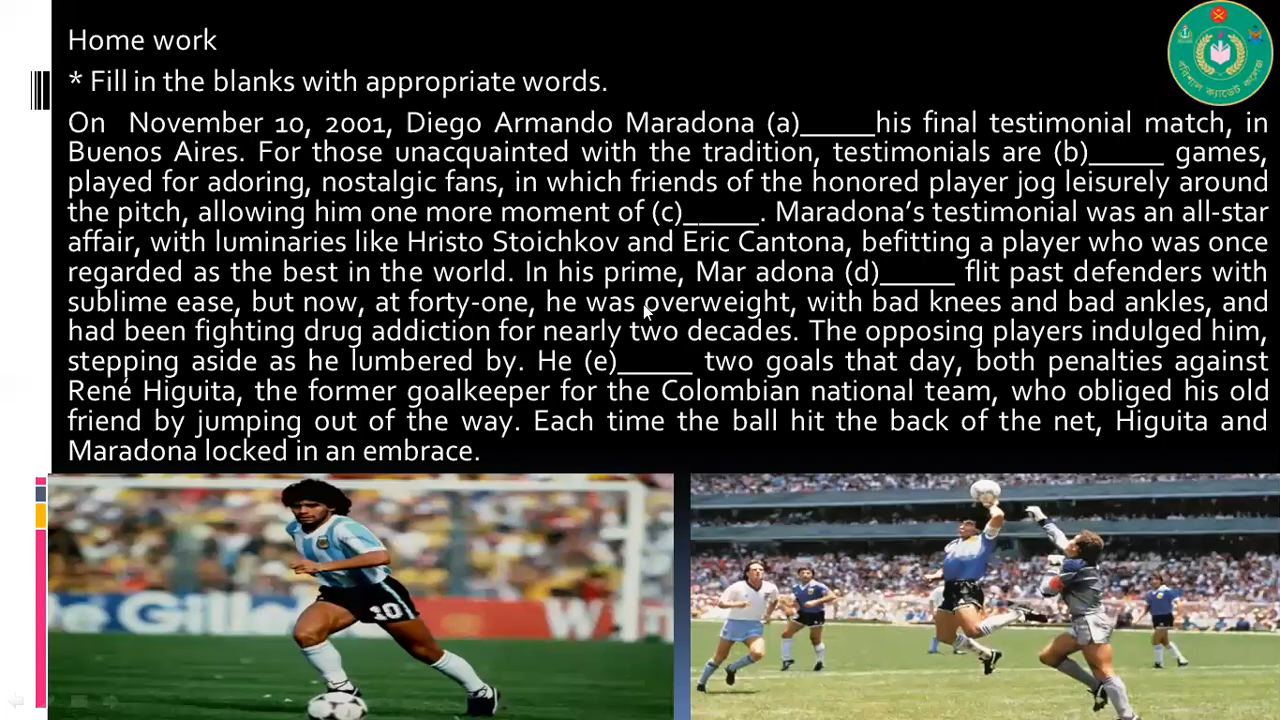 Home work
* Fill in the blanks with appropriate words.
On November 10, 2001, Diego Armando Maradona (a)_____his final testimonial match, in
Buenos Aires. For those unacquainted with the tradition, testimonials are (b)_____ games,
played for adoring, nostalgic fans, in which friends of the honored player jog leisurely around
the pitch, allowing him one more moment of (c)_____. Maradona’s testimonial was an all-star
affair, with luminaries like Hristo Stoichkov and Eric Cantona, befitting a player who was once
regarded as the best in the world. In his prime, Mar adona (d)_____ flit past defenders with
sublime ease, but now, at forty-one, he was overweight, with bad knees and bad ankles, and
had been fighting drug addiction for nearly two decades. The opposing players indulged him,
stepping aside as he lumbered by. He (e)_____ two goals that day, both penalties against
René Higuita, the former goalkeeper for the Colombian national team, who obliged his old
friend by jumping out of the way. Each time the ball hit the back of the net, Higuita and
Maradona locked in an embrace.
বরিশাল ক্যাডেট কলেজ
Gillet
10